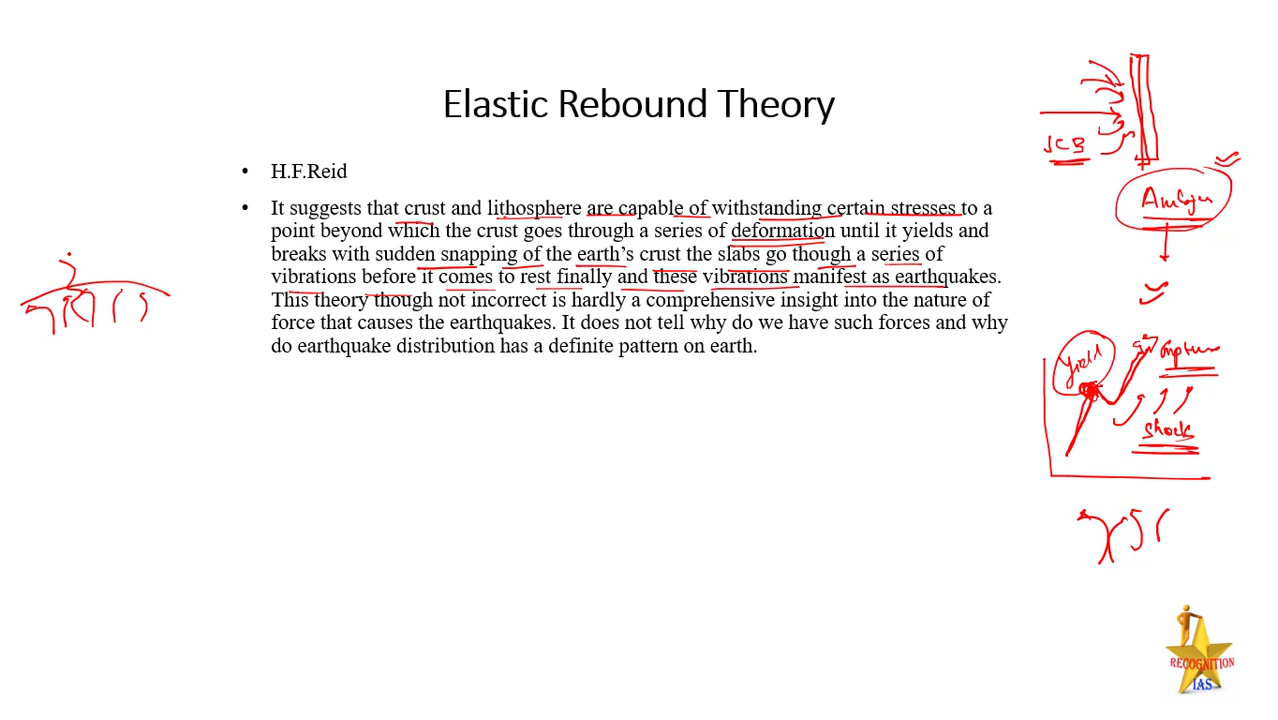 Elastic Rebound Theory
• H.F.Reid
• It suggests that crust and lithosphere are capable of withstanding certain stresses to a
point beyond which the crust goes through a series of deformation until it yields and
breaks with sudden snapping of the earth's crust the slabs go though a series of
vibrations before it comes to rest finally and these vibrations manifest as earthquakes.
This theory though not incorrect is hardly a comprehensive insight into the nature of
force that causes the earthquakes. It does not tell why do we have such forces and why
do earthquake distribution has a definite pattern on earth.
JCB
Yield
Shocks
RECOGNITION
IAS